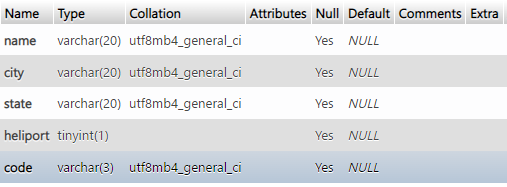 Name Type Collation Attributes Null Default Comments Extra
name varchar(20) utf8mb4_general_ci Yes NULL
city varchar(20) utf8mb4_general_ci Yes NULL
state varchar(20) utf8mb4_general_ci Yes NULL
heliport tinyint(1) Yes NULL
code varchar(3) utf8mb4_general_ci Yes NULL